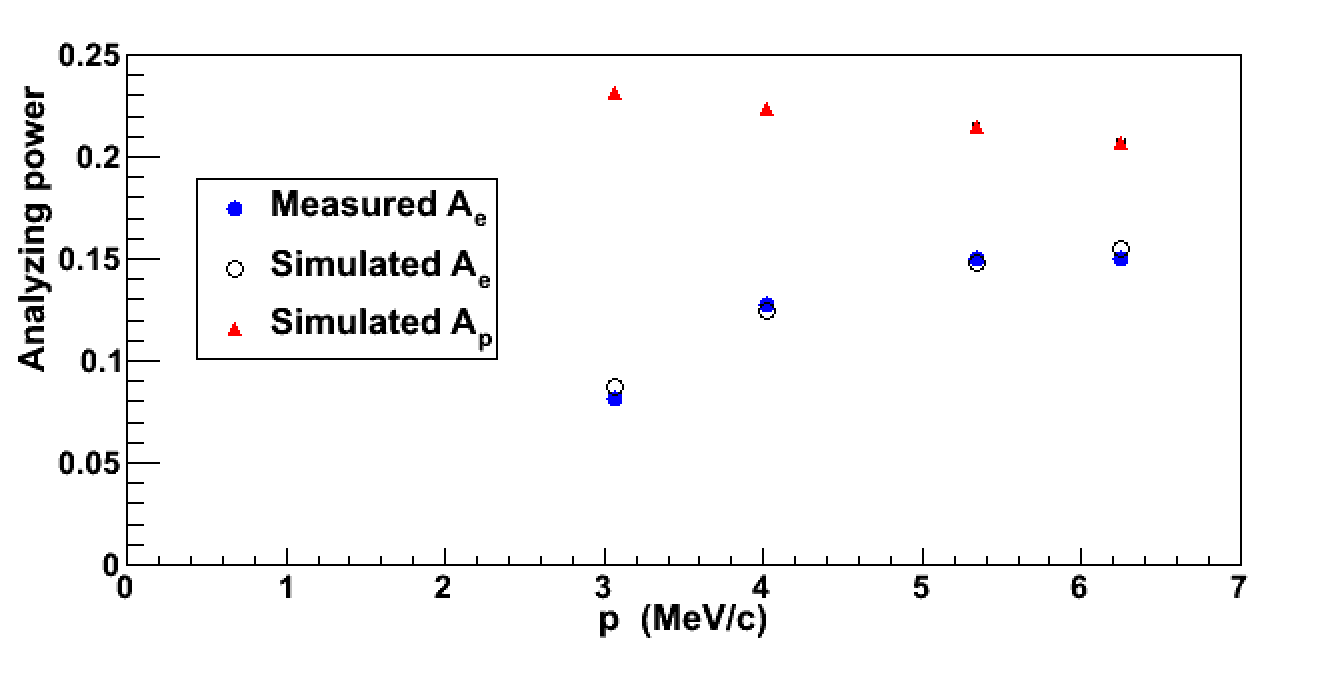 0.25
0.2
0.15
0.1
0.05
0
Analyzing power
Measured Ae
Simulated Ae
Simulated Ap
0 1 2 3 4 5 6 7
p (MeV/c)